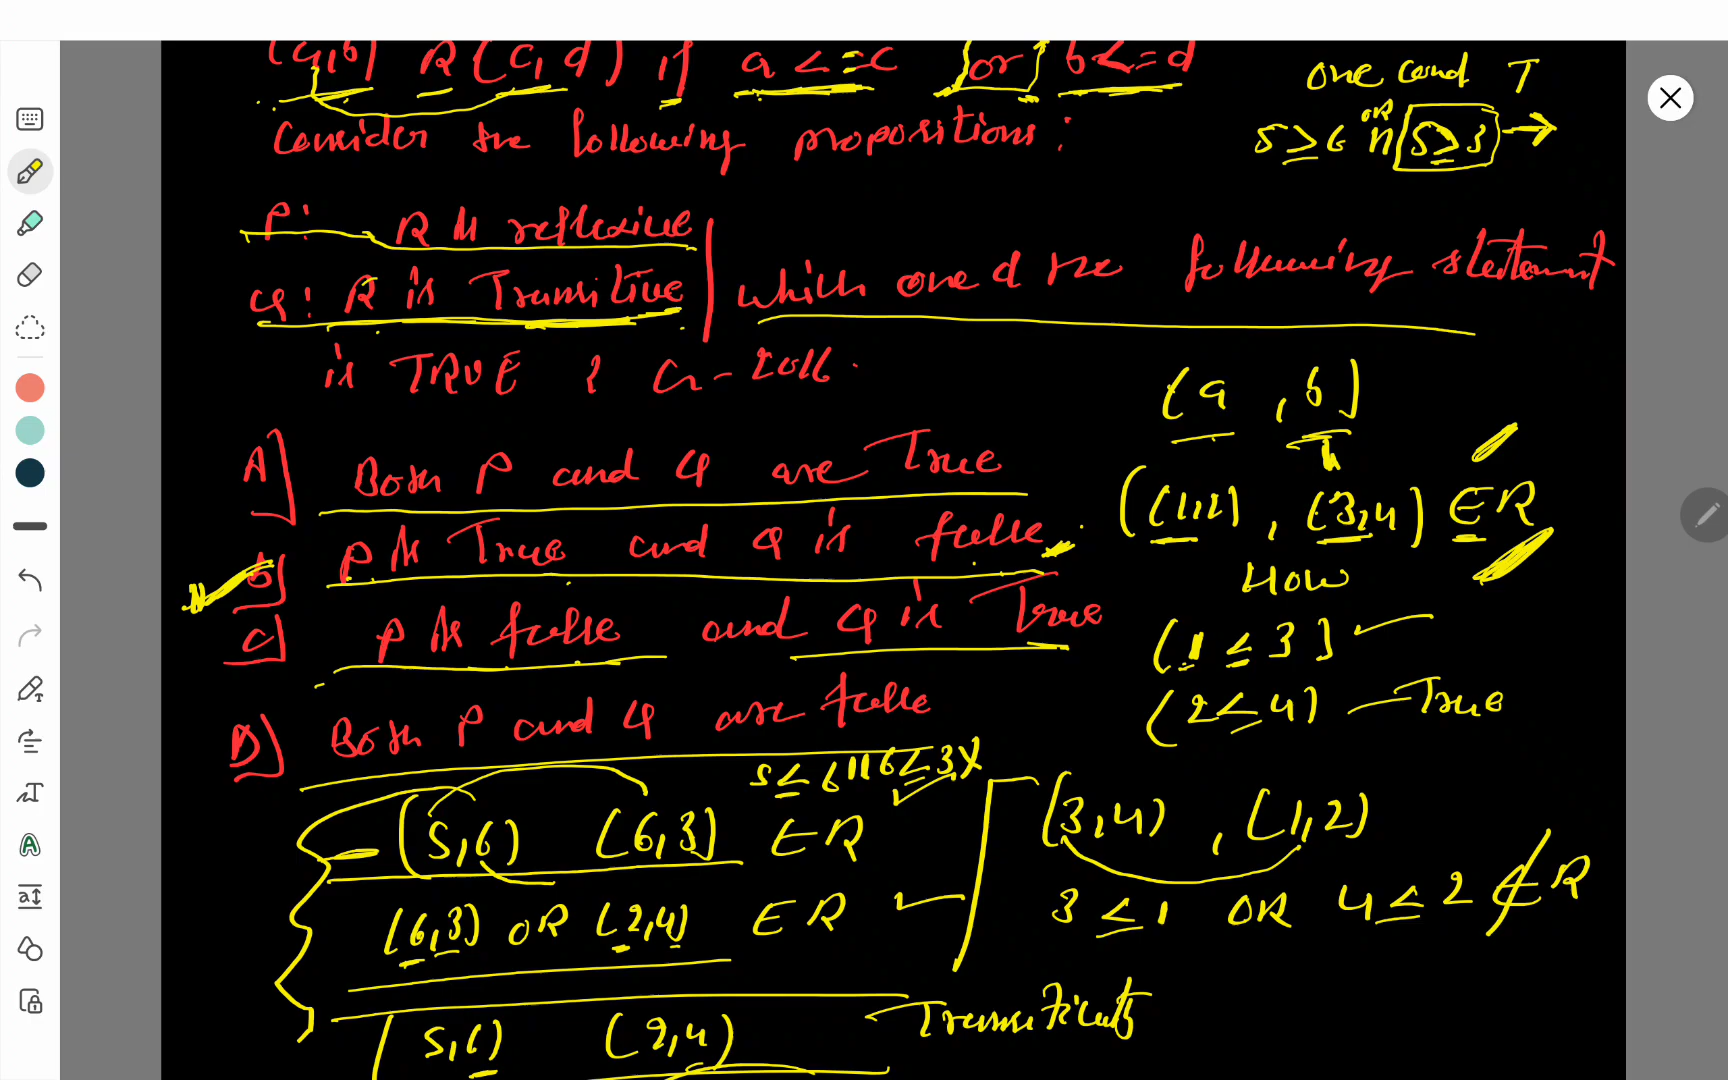 (a,b) R (c,d) if a <= c or b <= d
one cond T
Consider the following propositions:
5 ≥ 6 OR 5 ≥ 3 →
P: R is reflexive
Q: R is Transitive
which one of the following statement
is TRUE ?
(a , b)
A) Both P and Q are True
((1,2) , (3,4) ∈ R
B) P is True and Q is false
How
C) P is false and Q is True
(1 ≤ 3)
(2 ≤ 4) — True
D) Both P and Q are false
5 ≤ 6 || 6 ≤ 3 X
(5,6) (6,3) ∈ R
(3,4) , (1,2)
(6,3) OR (2,4) ∈ R
3 ≤ 1 OR 4 ≤ 2 ∉ R
(5,6) (2,4)